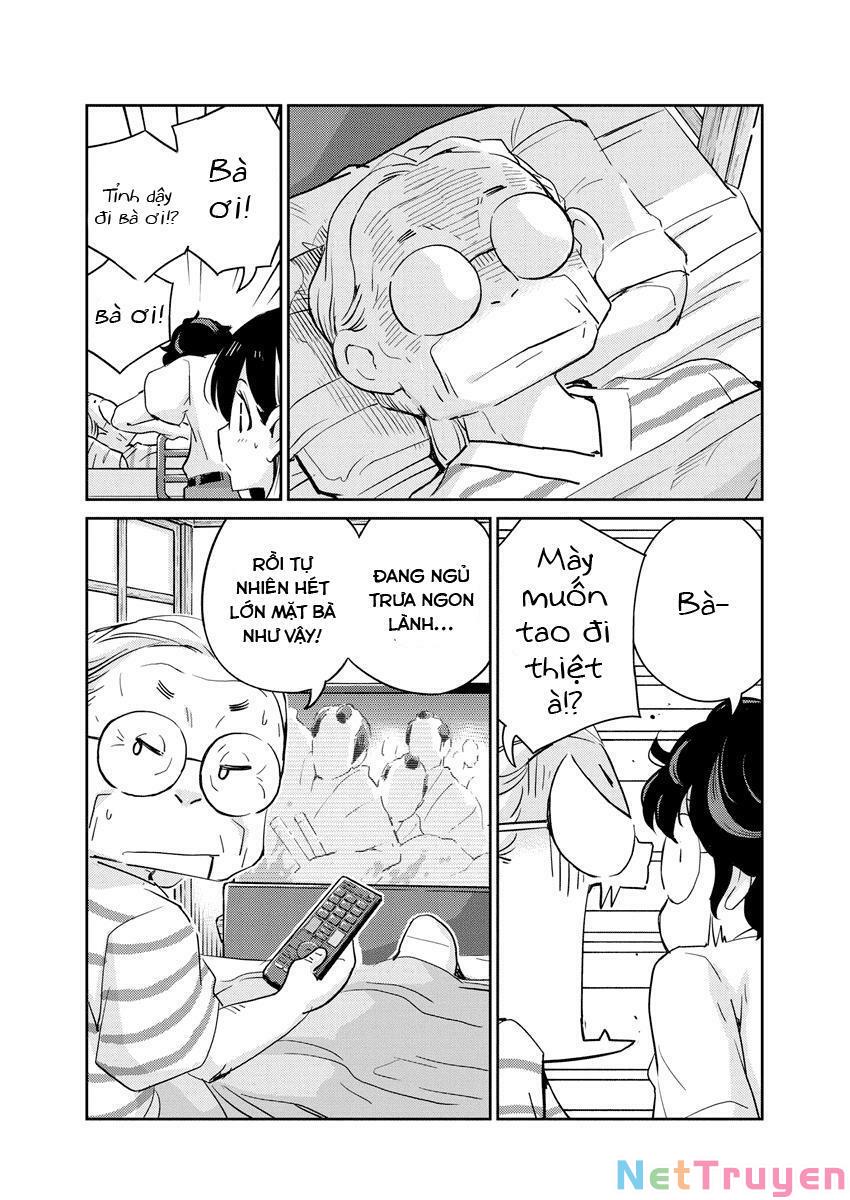 Bà
ơi!
Tỉnh dậy
đi Bà ơi!?
Bà ơi!
Bà-
Mày
muốn
tao đi
thiệt
à!?
ĐANG NGỦ
TRƯA NGON
LÀNH...
RỒI TỰ
NHIÊN HÉT
LỚN MẶT BÀ
NHƯ VẬY!
NetTruyen